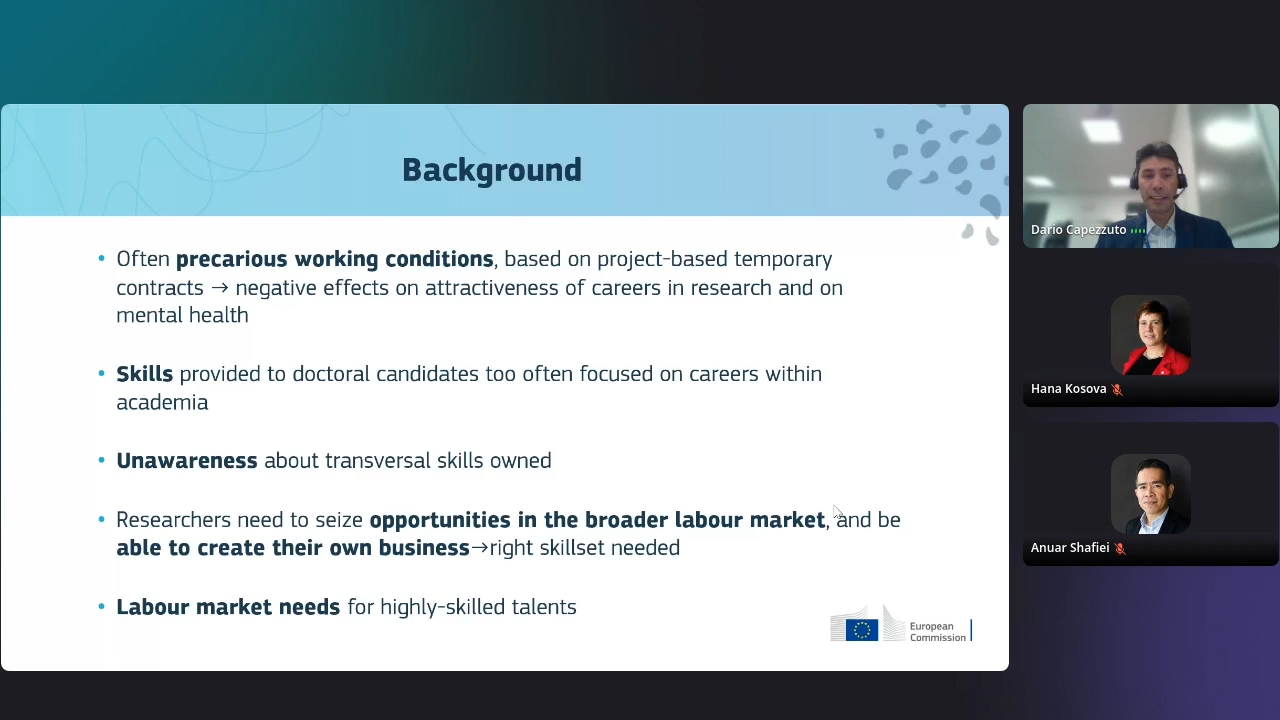 Background
• Often precarious working conditions, based on project-based temporary
contracts → negative effects on attractiveness of careers in research and on
mental health
• Skills provided to doctoral candidates too often focused on careers within
academia
• Unawareness about transversal skills owned
• Researchers need to seize opportunities in the broader labour market, and be
able to create their own business→right skillset needed
• Labour market needs for highly-skilled talents
European
Commission
Dario Capezzuto
Hana Kosova
Anuar Shafiei